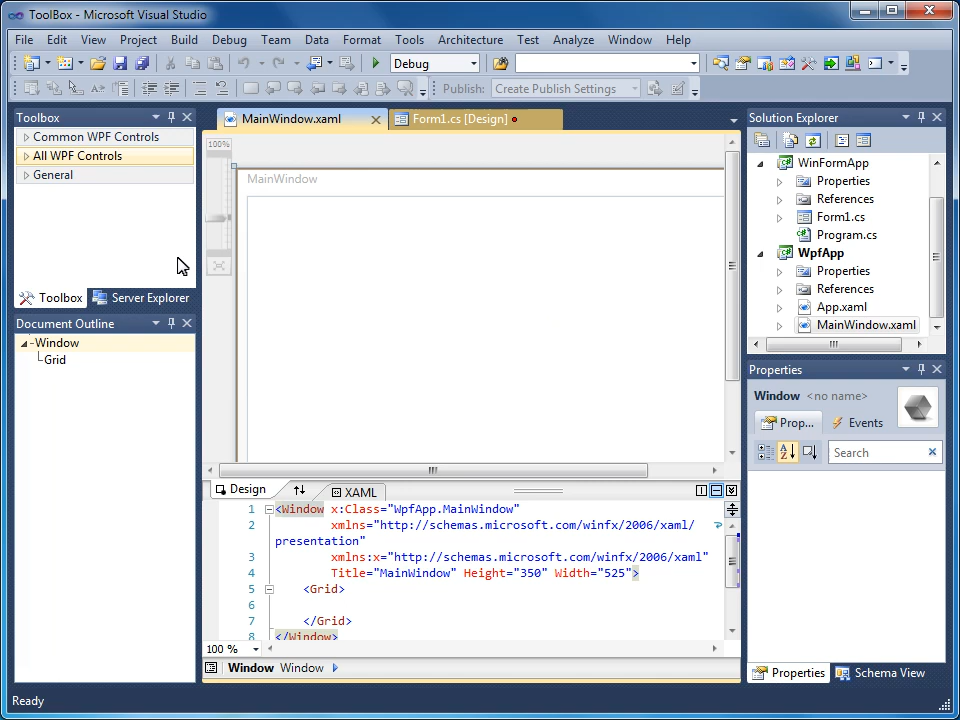 ToolBox - Microsoft Visual Studio
File Edit View Project Build Debug Team Data Format Tools Architecture Test Analyze Window Help
Debug
Publish: Create Publish Settings
Toolbox
Common WPF Controls
All WPF Controls
General
Toolbox Server Explorer
Document Outline
Window
Grid
MainWindow.xaml Form1.cs [Design]
100%
MainWindow
Design XAML
1 <Window x:Class="WpfApp.MainWindow"
2 xmlns="http://schemas.microsoft.com/winfx/2006/xaml/
presentation"
3 xmlns:x="http://schemas.microsoft.com/winfx/2006/xaml"
4 Title="MainWindow" Height="350" Width="525">
5 <Grid>
6
7 </Grid>
8 </Window>
100 %
Window Window
Solution Explorer
WinFormApp
Properties
References
Form1.cs
Program.cs
WpfApp
Properties
References
App.xaml
MainWindow.xaml
Properties
Window <no name>
Prop... Events
Search
Properties Schema View
Ready